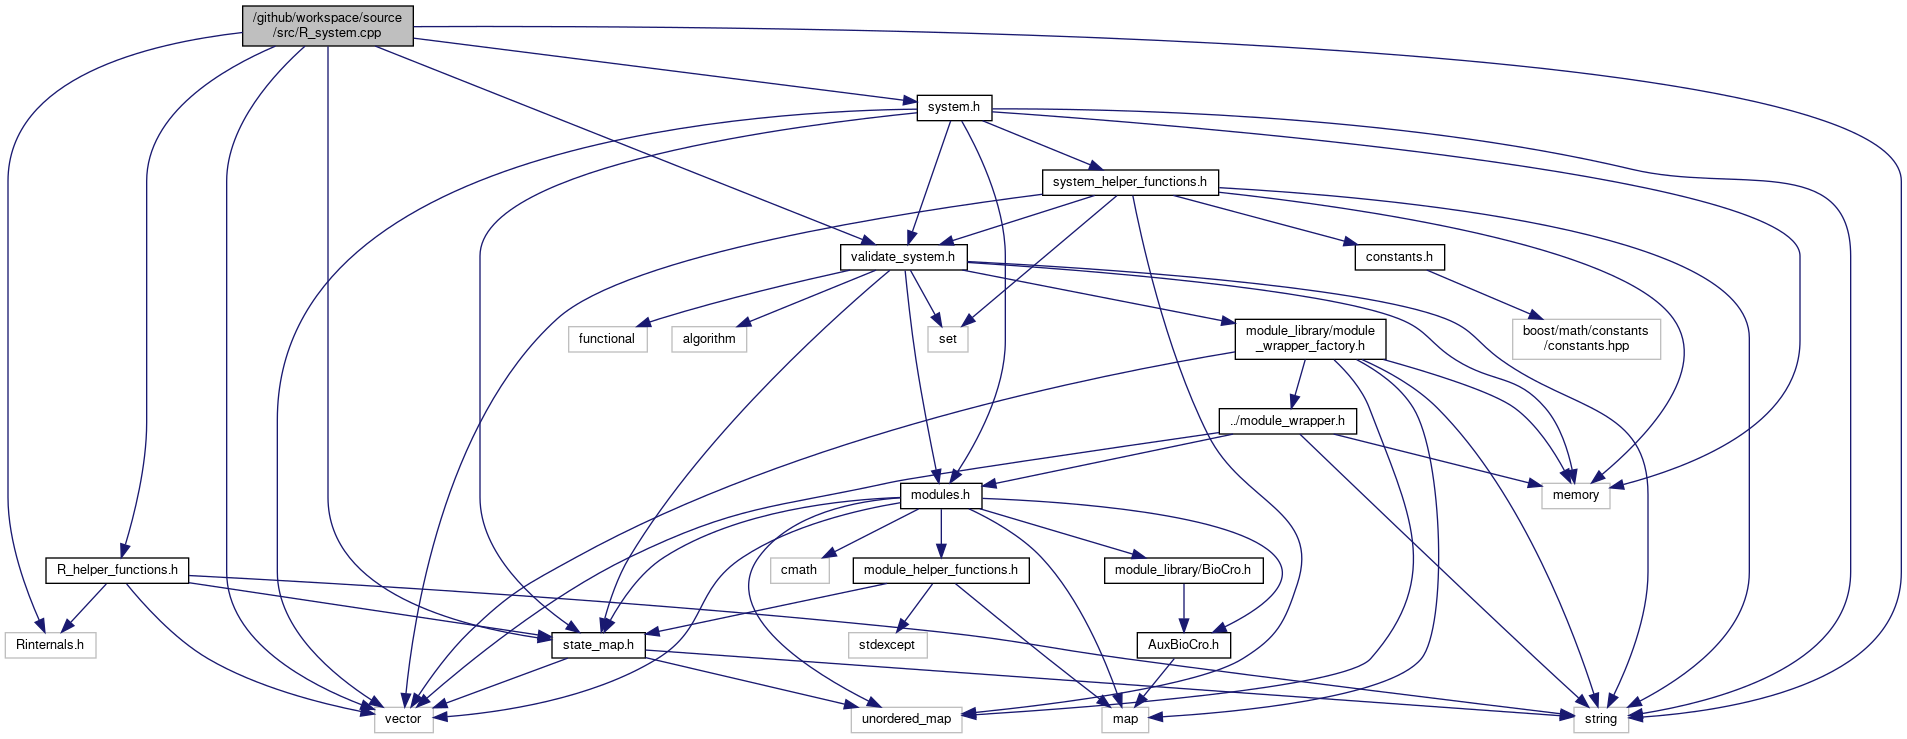 /github/workspace/source
/src/R_system.cpp
system.h
system_helper_functions.h
validate_system.h
constants.h
functional
algorithm
set
module_library/module
_wrapper_factory.h
boost/math/constants
/constants.hpp
../module_wrapper.h
modules.h
memory
R_helper_functions.h
cmath
module_helper_functions.h
module_library/BioCro.h
Rinternals.h
state_map.h
stdexcept
AuxBioCro.h
vector
unordered_map
map
string